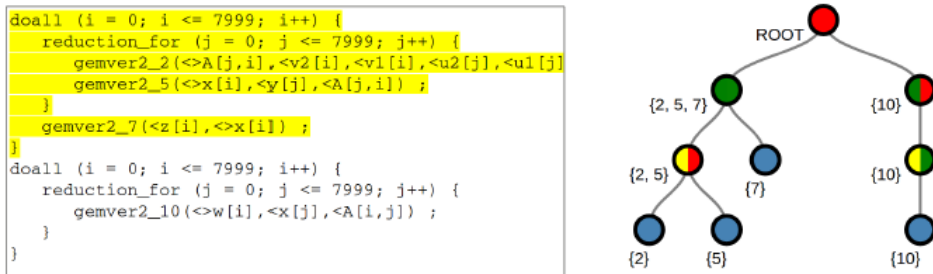 doall (i = 0; i <= 7999; i++) {
reduction_for (j = 0; j <= 7999; j++) {
gemver2_2(<>A[j,i],<v2[i],<v1[i],<u2[j],<u1[j]
gemver2_5(<>x[i],<y[j],<A[j,i]) ;
}
gemver2_7(<z[i],<>x[i]) ;
}
doall (i = 0; i <= 7999; i++) {
reduction_for (j = 0; j <= 7999; j++) {
gemver2_10(<>w[i],<x[j],<A[i,j]) ;
}
}
ROOT
{2, 5, 7}
{10}
{2, 5}
{7}
{10}
{2}
{5}
{10}